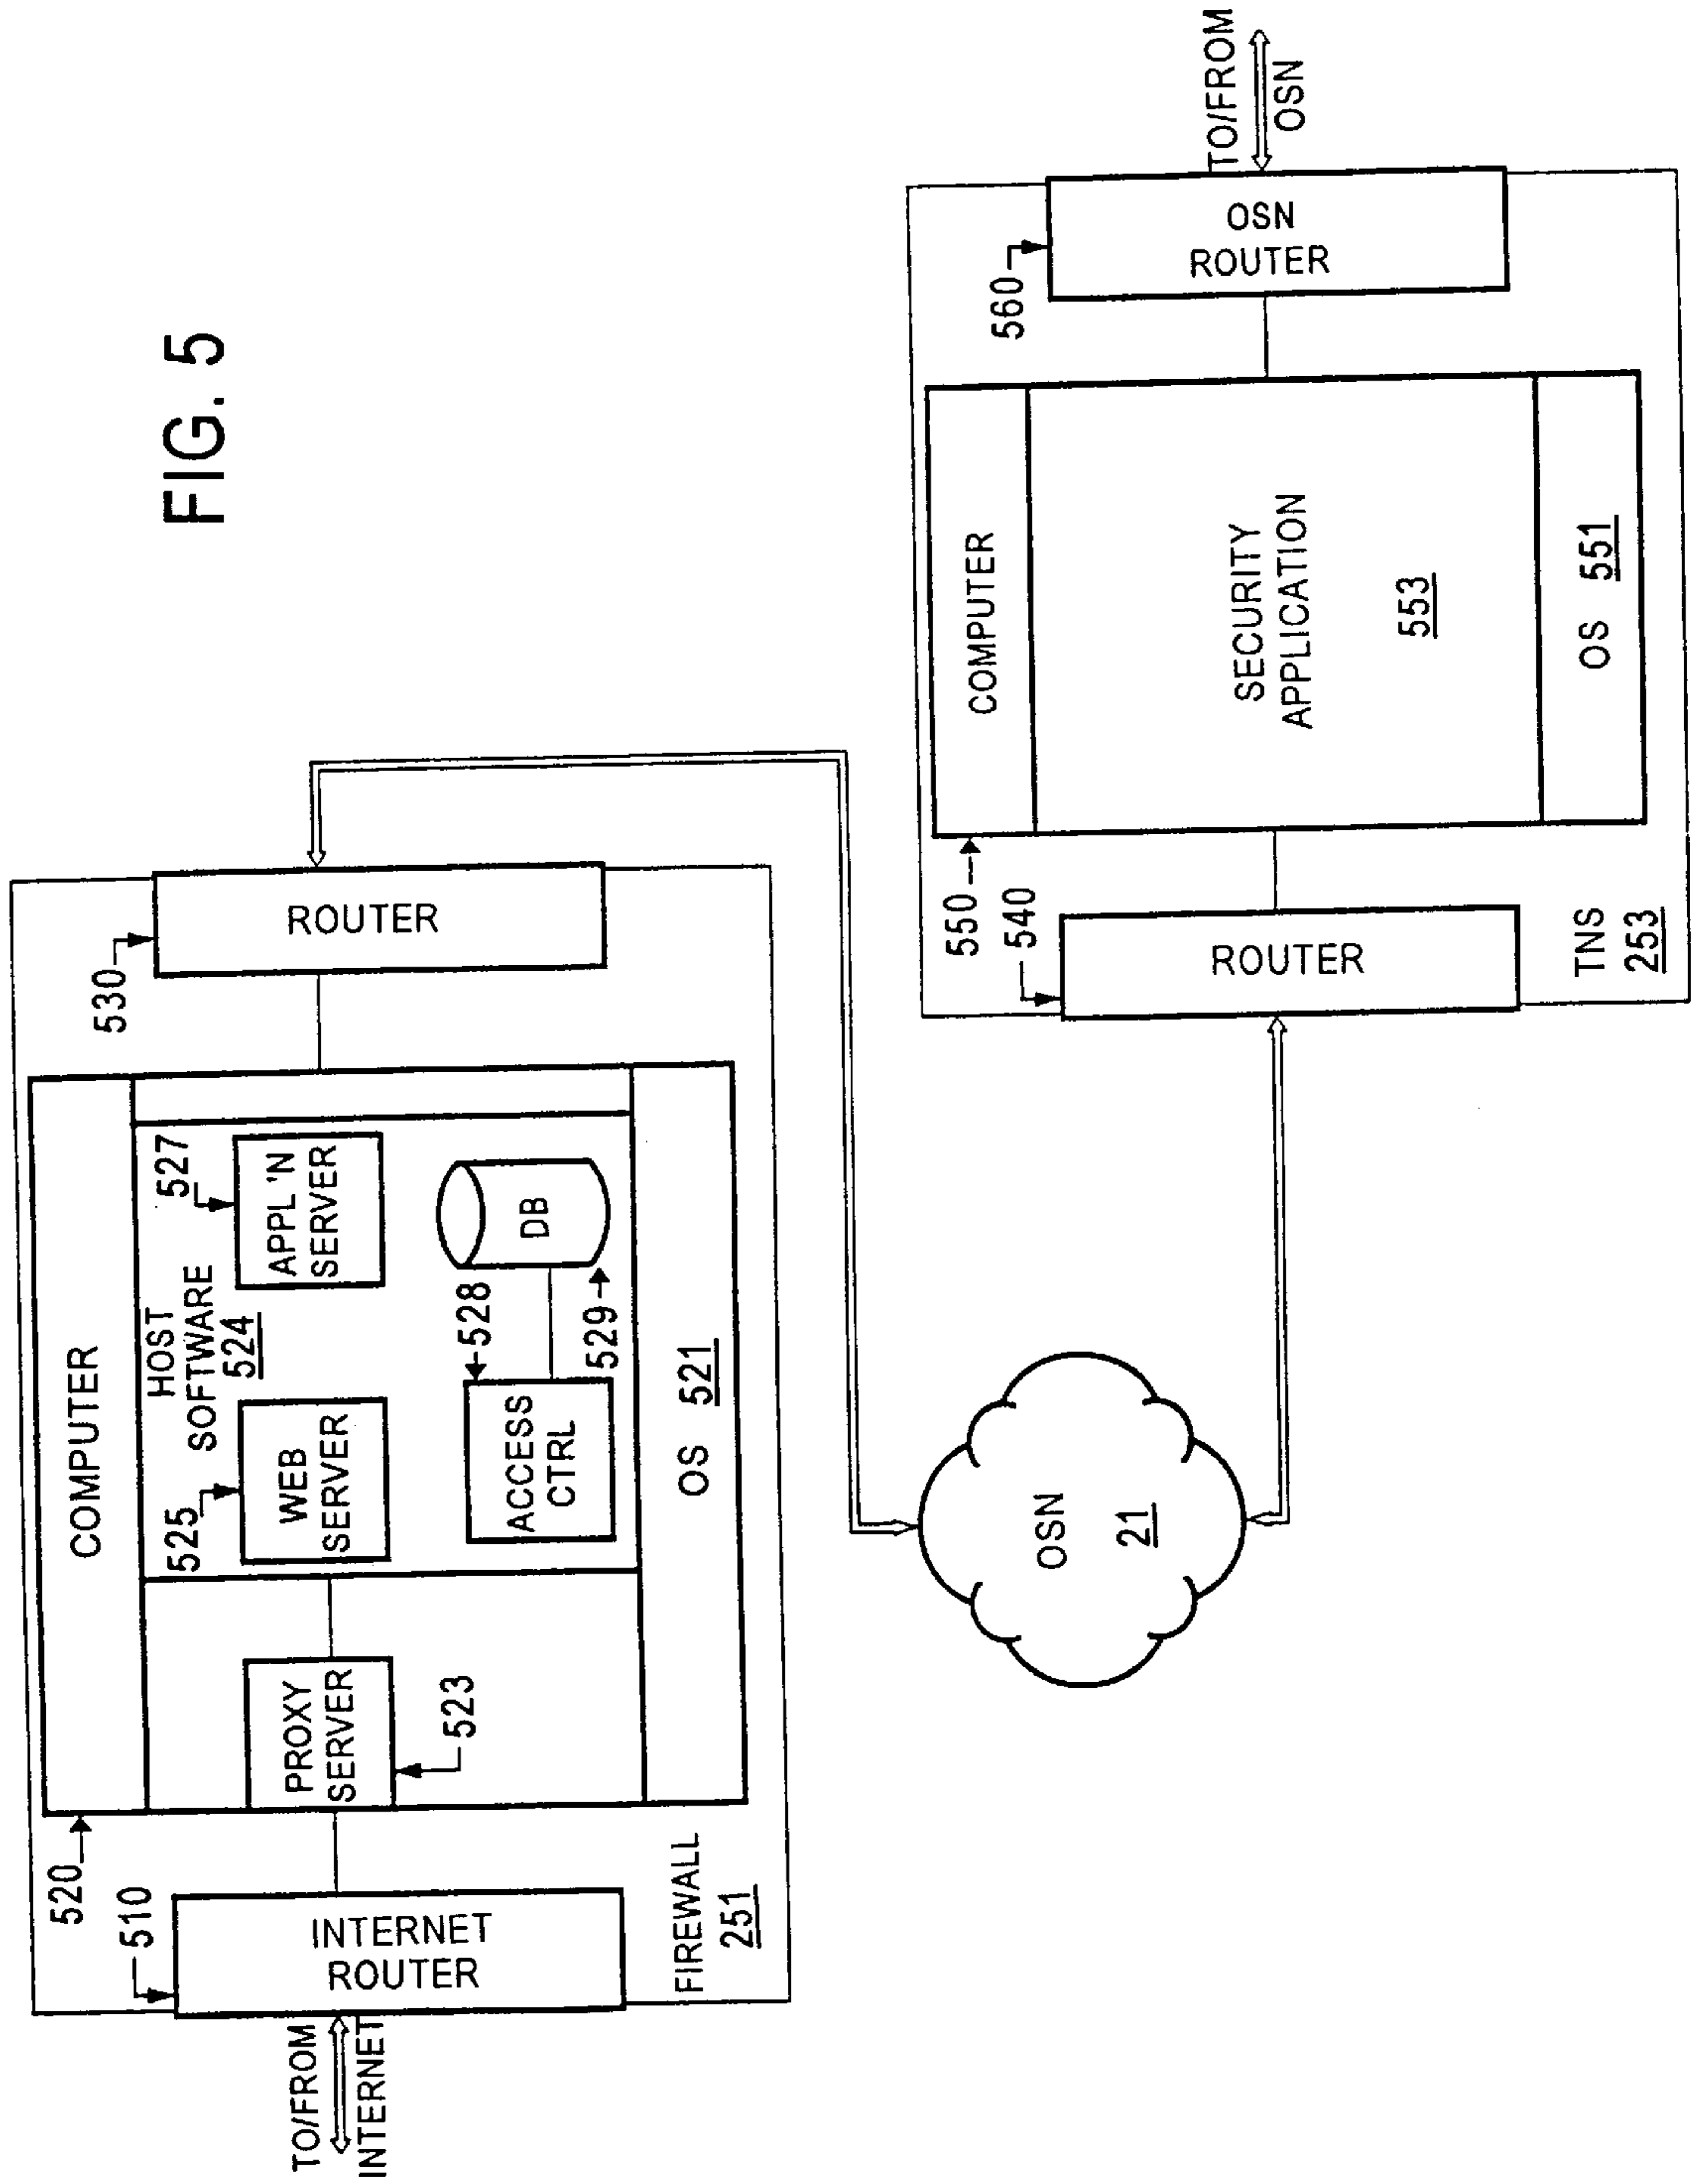 FIG. 5
TO/FROM
INTERNET
510
INTERNET
ROUTER
FIREWALL
251
520
COMPUTER
PROXY
SERVER
523
HOST
SOFTWARE
524
525
WEB
SERVER
527
APPL'N
SERVER
528
ACCESS
CTRL
529
DB
OS 521
530
ROUTER
OSN
21
540
ROUTER
TNS
253
550
COMPUTER
SECURITY
APPLICATION
553
OS 551
560
OSN
ROUTER
TO/FROM
OSN